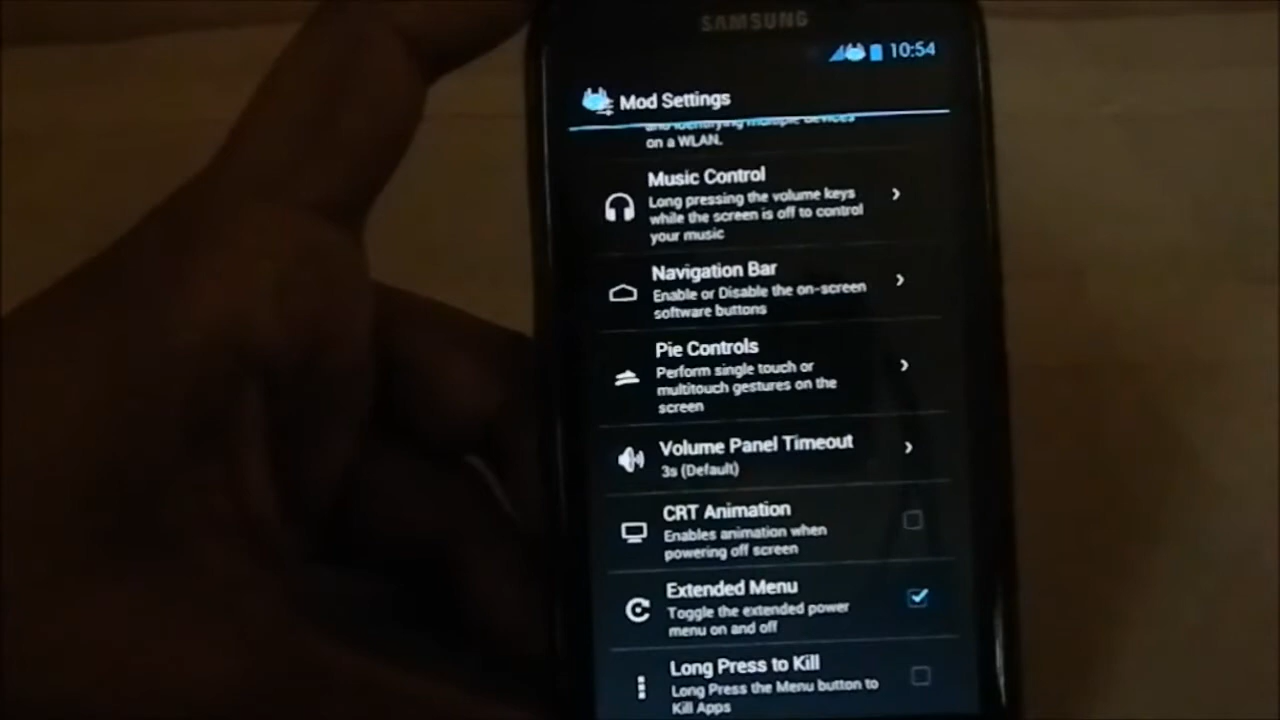 SAMSUNG
10:54
Mod Settings
and identifying multiple devices
on a WLAN.
Music Control
Long pressing the volume keys
while the screen is off to control
your music
Navigation Bar
Enable or Disable the on-screen
software buttons
Pie Controls
Perform single touch or
multitouch gestures on the
screen
Volume Panel Timeout
3s (Default)
CRT Animation
Enables animation when
powering off screen
Extended Menu
Toggle the extended power
menu on and off
Long Press to Kill
Long Press the Menu button to
Kill Apps